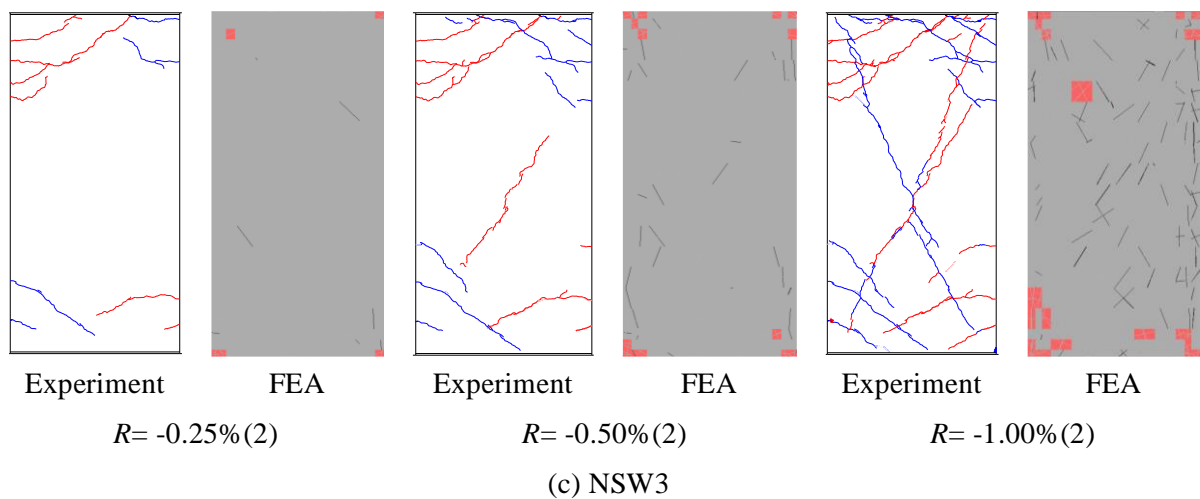 Experiment FEA Experiment FEA Experiment FEA
R= -0.25%(2) R= -0.50%(2) R= -1.00%(2)
(c) NSW3